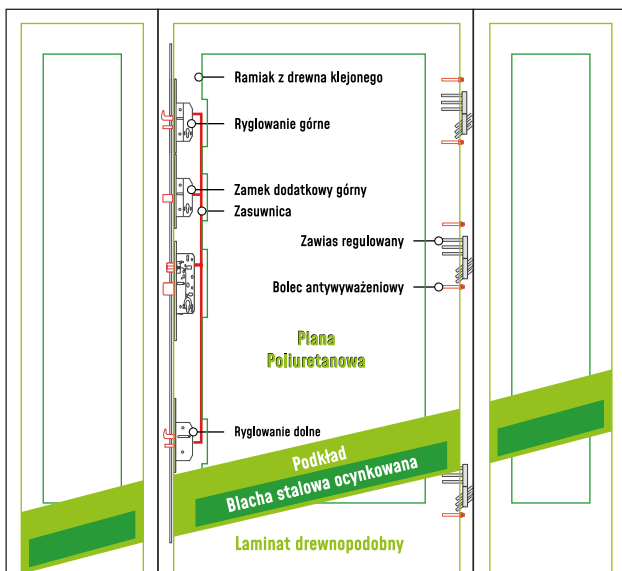 Ramiak z drewna klejonego
Ryglowanie górne
Zamek dodatkowy górny
Zasuwnica
Zawias regulowany
Bolec antywyważeniowy
Piana
Poliuretanowa
Ryglowanie dolne
Podkład
Blacha stalowa ocynkowana
Laminat drewnopodobny